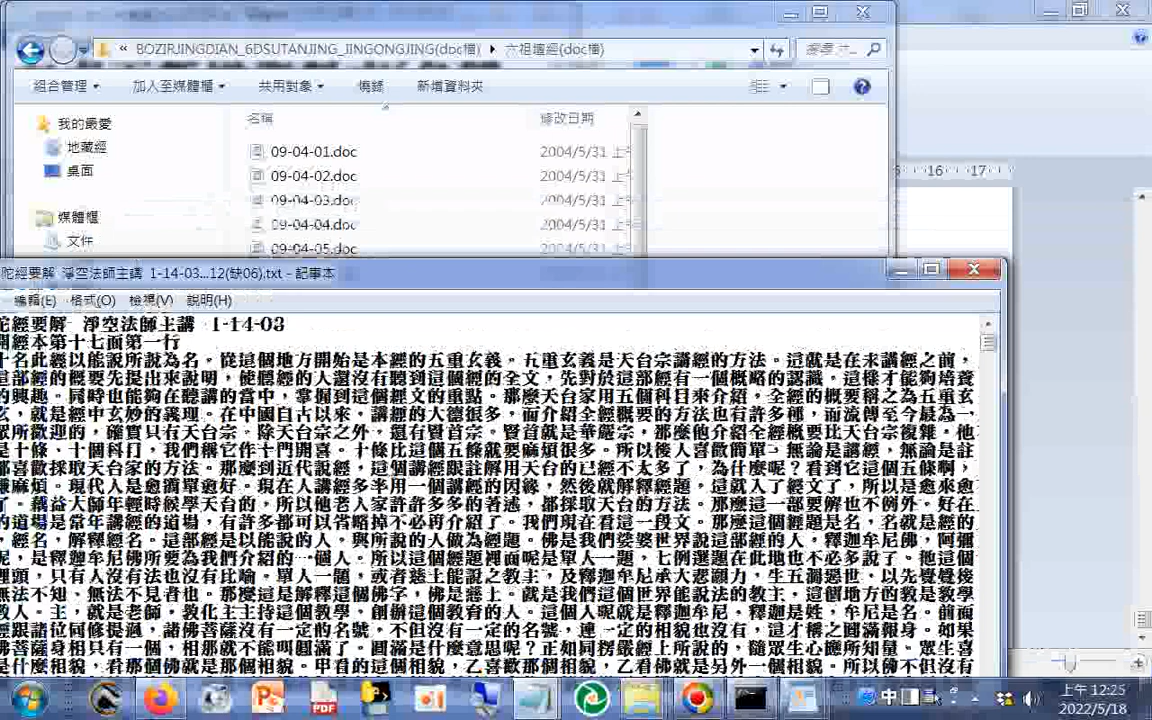 « BOZIRJINGDIAN_6DSUTANJING_JINGONGJING(doc檔) ▸ 六祖壇經(doc檔)
組合管理 加入至媒體櫃 共用對象 燒錄 新增資料夾
名稱 修改日期
我的最愛
地藏經
桌面
媒體櫃
文件
09-04-01.doc 2004/5/31 上午
09-04-02.doc 2004/5/31 上
09-04-03.doc 2004/5/31 上
09-04-04.doc 2004/5/31 上
09-04-05.doc 2004/5/31 上
16 17
陀經要解 淨空法師主講 1-14-03...12(缺06).txt - 記事本
編輯(E) 格式(O) 檢視(V) 說明(H)
陀經要解 淨空法師主講 1-14-03
開經本第十七面第一行
十名此經以能說所說為名。從這個地方開始是本經的五重玄義。五重玄義是天台宗講經的方法。這就是在未講經之前，
這部經的概要先提出來說明，使聽經的人還沒有聽到這個經的全文，先對於這部經有一個概略的認識。這樣才能夠培養
的興趣。同時也能夠在聽講的當中，掌握到這個經文的重點。那麼天台家用五個科目來介紹。全經的概要稱之為五重玄
玄，就是經中玄妙的義理。在中國自古以來，講經的大德很多，而介紹全經概要的方法也有許多種，而流傳至今最為一
眾所歡迎的，確實只有天台宗。除天台宗之外，還有賢首宗。賢首就是華嚴宗，那麼他介紹全經概要比天台宗複雜。他
是十條、十個科打，我們稱它作十門開喜。十條比這個五條就要麻煩很多。所以後人喜歡簡單，無論是講經，無論是註
都喜歡採取天台家的方法。那麼到近代說經，這個講經跟註解用天台的已經不太多了，為什麼呢？看到它這個五條啊，
嫌麻煩。現代人是愈簡單愈好。現在人講經多半用一個講經的因緣，然後就解釋經題，這就入了經文了，所以是愈來愈
了。蕅益大師年經時候學天台的，所以他老人家許許多多的著述，都採取天台的方法。那麼這一部要解也不例外。好在
的道場是常年講經的道場，有許多都可以省略掉不必再介紹了。我們現在看這一段文。那麼這個經題是名，名就是經的
經名，解釋經名。這部經是以能說的人。與所說的人做為經題。佛是我們娑婆世界說這部經的人。釋迦牟尼佛，阿彌
呢，是釋迦牟尼佛所要為我們介紹的一個人。所以這個經題裡面呢是單人一題，七例選題在此地也不必多說了。他這個
裡頭，只有人沒有法也沒有比喻。單人一題，或者慈土能說之教主，及釋迦牟尼承大悲願力，生五濁惡世，以先覺覺後
無法不知、無法不見者也。那麼這是解釋這個佛字，佛是慈土。就是我們這個世界能說法的教主，這個地方的教是教學
教人。主，就是老師，教化主主持這個教學、創辦這個教育的人。這個人呢就是釋迦牟尼。釋迦是姓，牟尼是名。前面
經跟諸位同修提過，諸佛菩薩沒有一定的名號，不但沒有一定的名號，連一定的相貌也沒有，這才稱之圓滿報身。如果
佛菩薩身相只有一個，相那就不能叫圓滿了。圓滿是什麼意思呢？正如同楞嚴經上所說的，隨眾生心應所知量。眾生喜
是什麼相貌，看那個佛就是那個相貌。甲看的這個相貌，乙喜歡那個相貌，乙看佛就是另外一個相貌。所以佛不但沒有
中
上午 12:25
2022/5/18